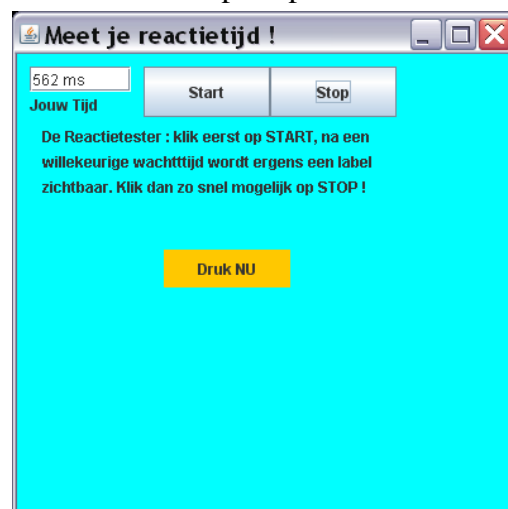 Meet je reactietijd !
562 ms
Jouw Tijd
Start
Stop
De Reactietester : klik eerst op START, na een
willekeurige wachtttijd wordt ergens een label
zichtbaar. Klik dan zo snel mogelijk op STOP !
Druk NU